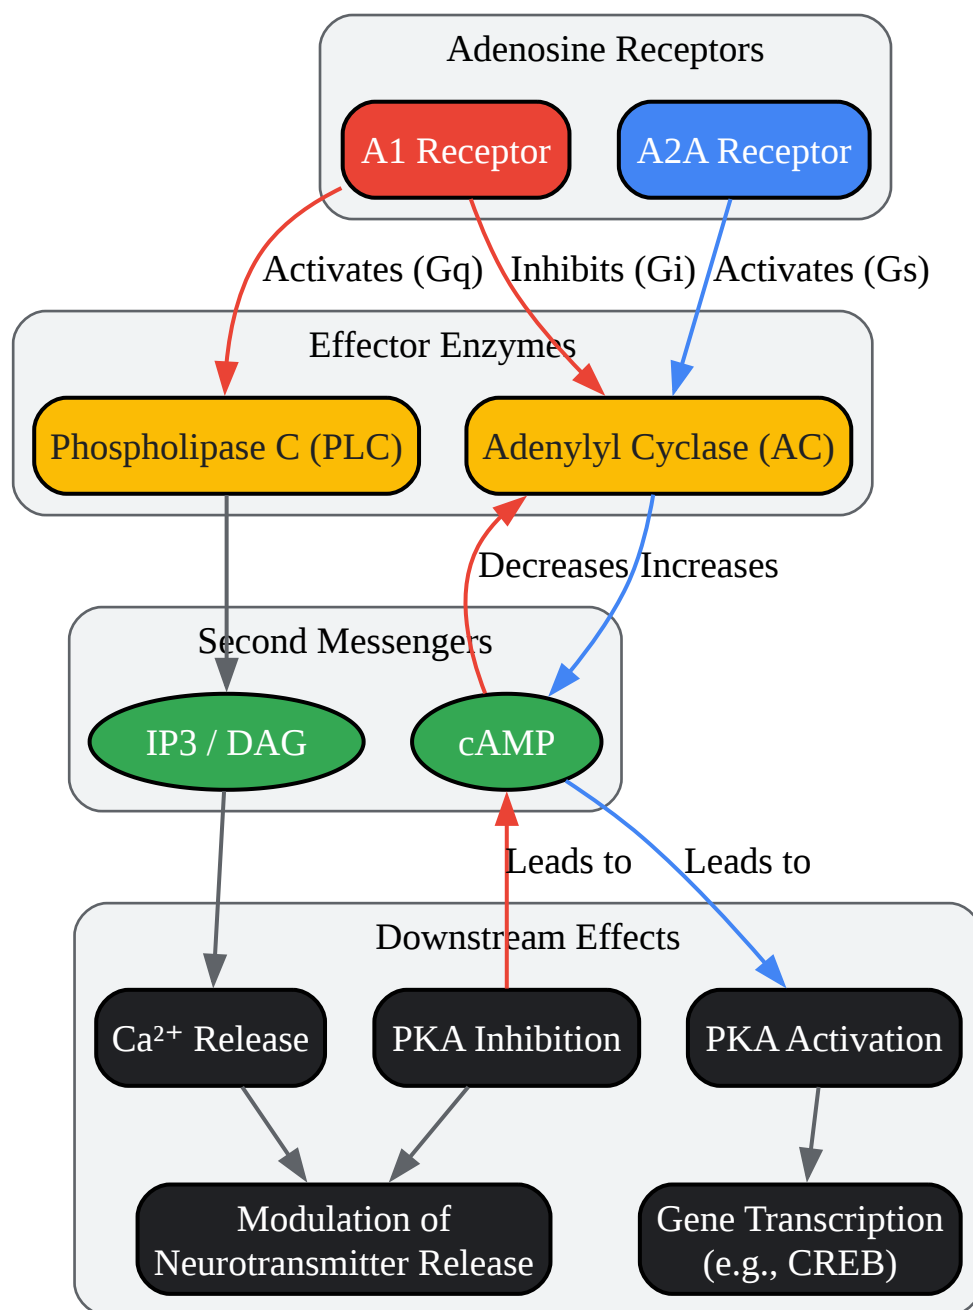 Adenosine Receptors
A1 Receptor
A2A Receptor
Activates (Gq)
Inhibits (Gi)
Activates (Gs)
Effector Enzymes
Phospholipase C (PLC)
Adenylyl Cyclase (AC)
Decreases
Increases
Second Messengers
IP3 / DAG
cAMP
Leads to
Leads to
Downstream Effects
Ca²⁺ Release
PKA Inhibition
PKA Activation
Modulation of
Neurotransmitter Release
Gene Transcription
(e.g., CREB)